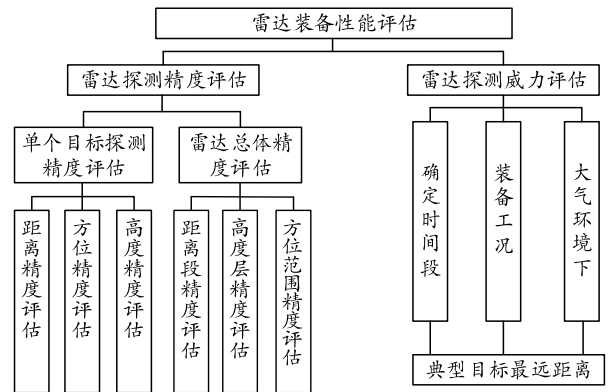 雷达装备性能评估
雷达探测精度评估
雷达探测威力评估
单个目标探测
精度评估
雷达总体精
度评估
距离精度评估
方位精度评估
高度精度评估
距离段精度评估
高度层精度评估
方位范围精度评估
确定时间段
装备工况
大气环境下
典型目标最远距离